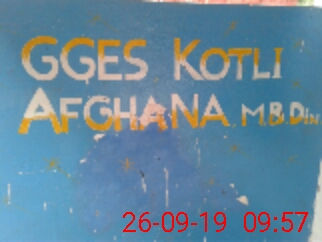 GGES KOTLI
AFGHANA M.B.DIN
26-09-19 09:57